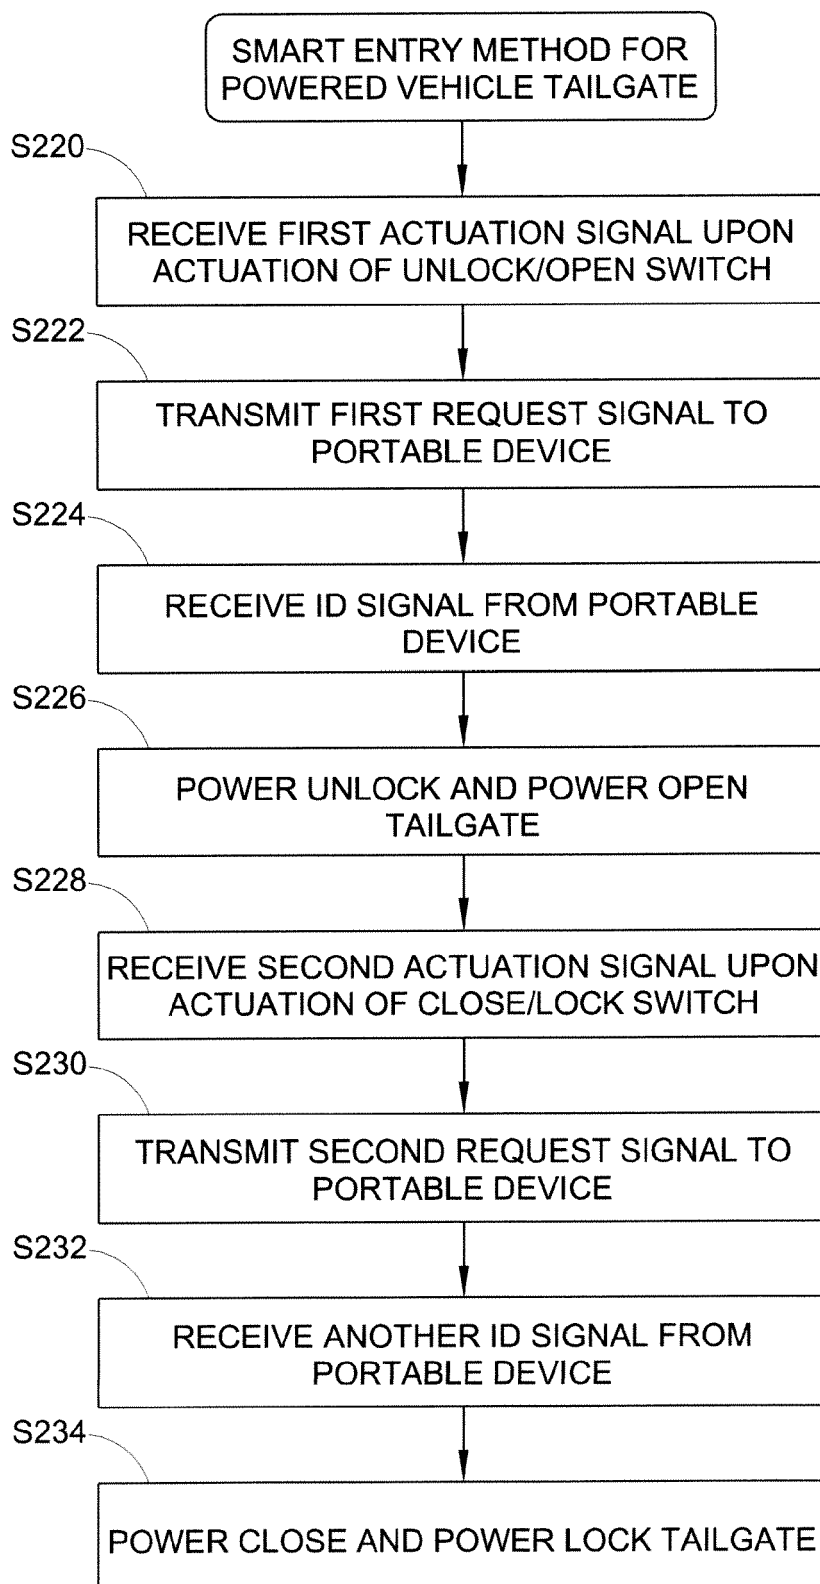 SMART ENTRY METHOD FOR
POWERED VEHICLE TAILGATE
S220
RECEIVE FIRST ACTUATION SIGNAL UPON
ACTUATION OF UNLOCK/OPEN SWITCH
S222
TRANSMIT FIRST REQUEST SIGNAL TO
PORTABLE DEVICE
S224
RECEIVE ID SIGNAL FROM PORTABLE
DEVICE
S226
POWER UNLOCK AND POWER OPEN
TAILGATE
S228
RECEIVE SECOND ACTUATION SIGNAL UPON
ACTUATION OF CLOSE/LOCK SWITCH
S230
TRANSMIT SECOND REQUEST SIGNAL TO
PORTABLE DEVICE
S232
RECEIVE ANOTHER ID SIGNAL FROM
PORTABLE DEVICE
S234
POWER CLOSE AND POWER LOCK TAILGATE